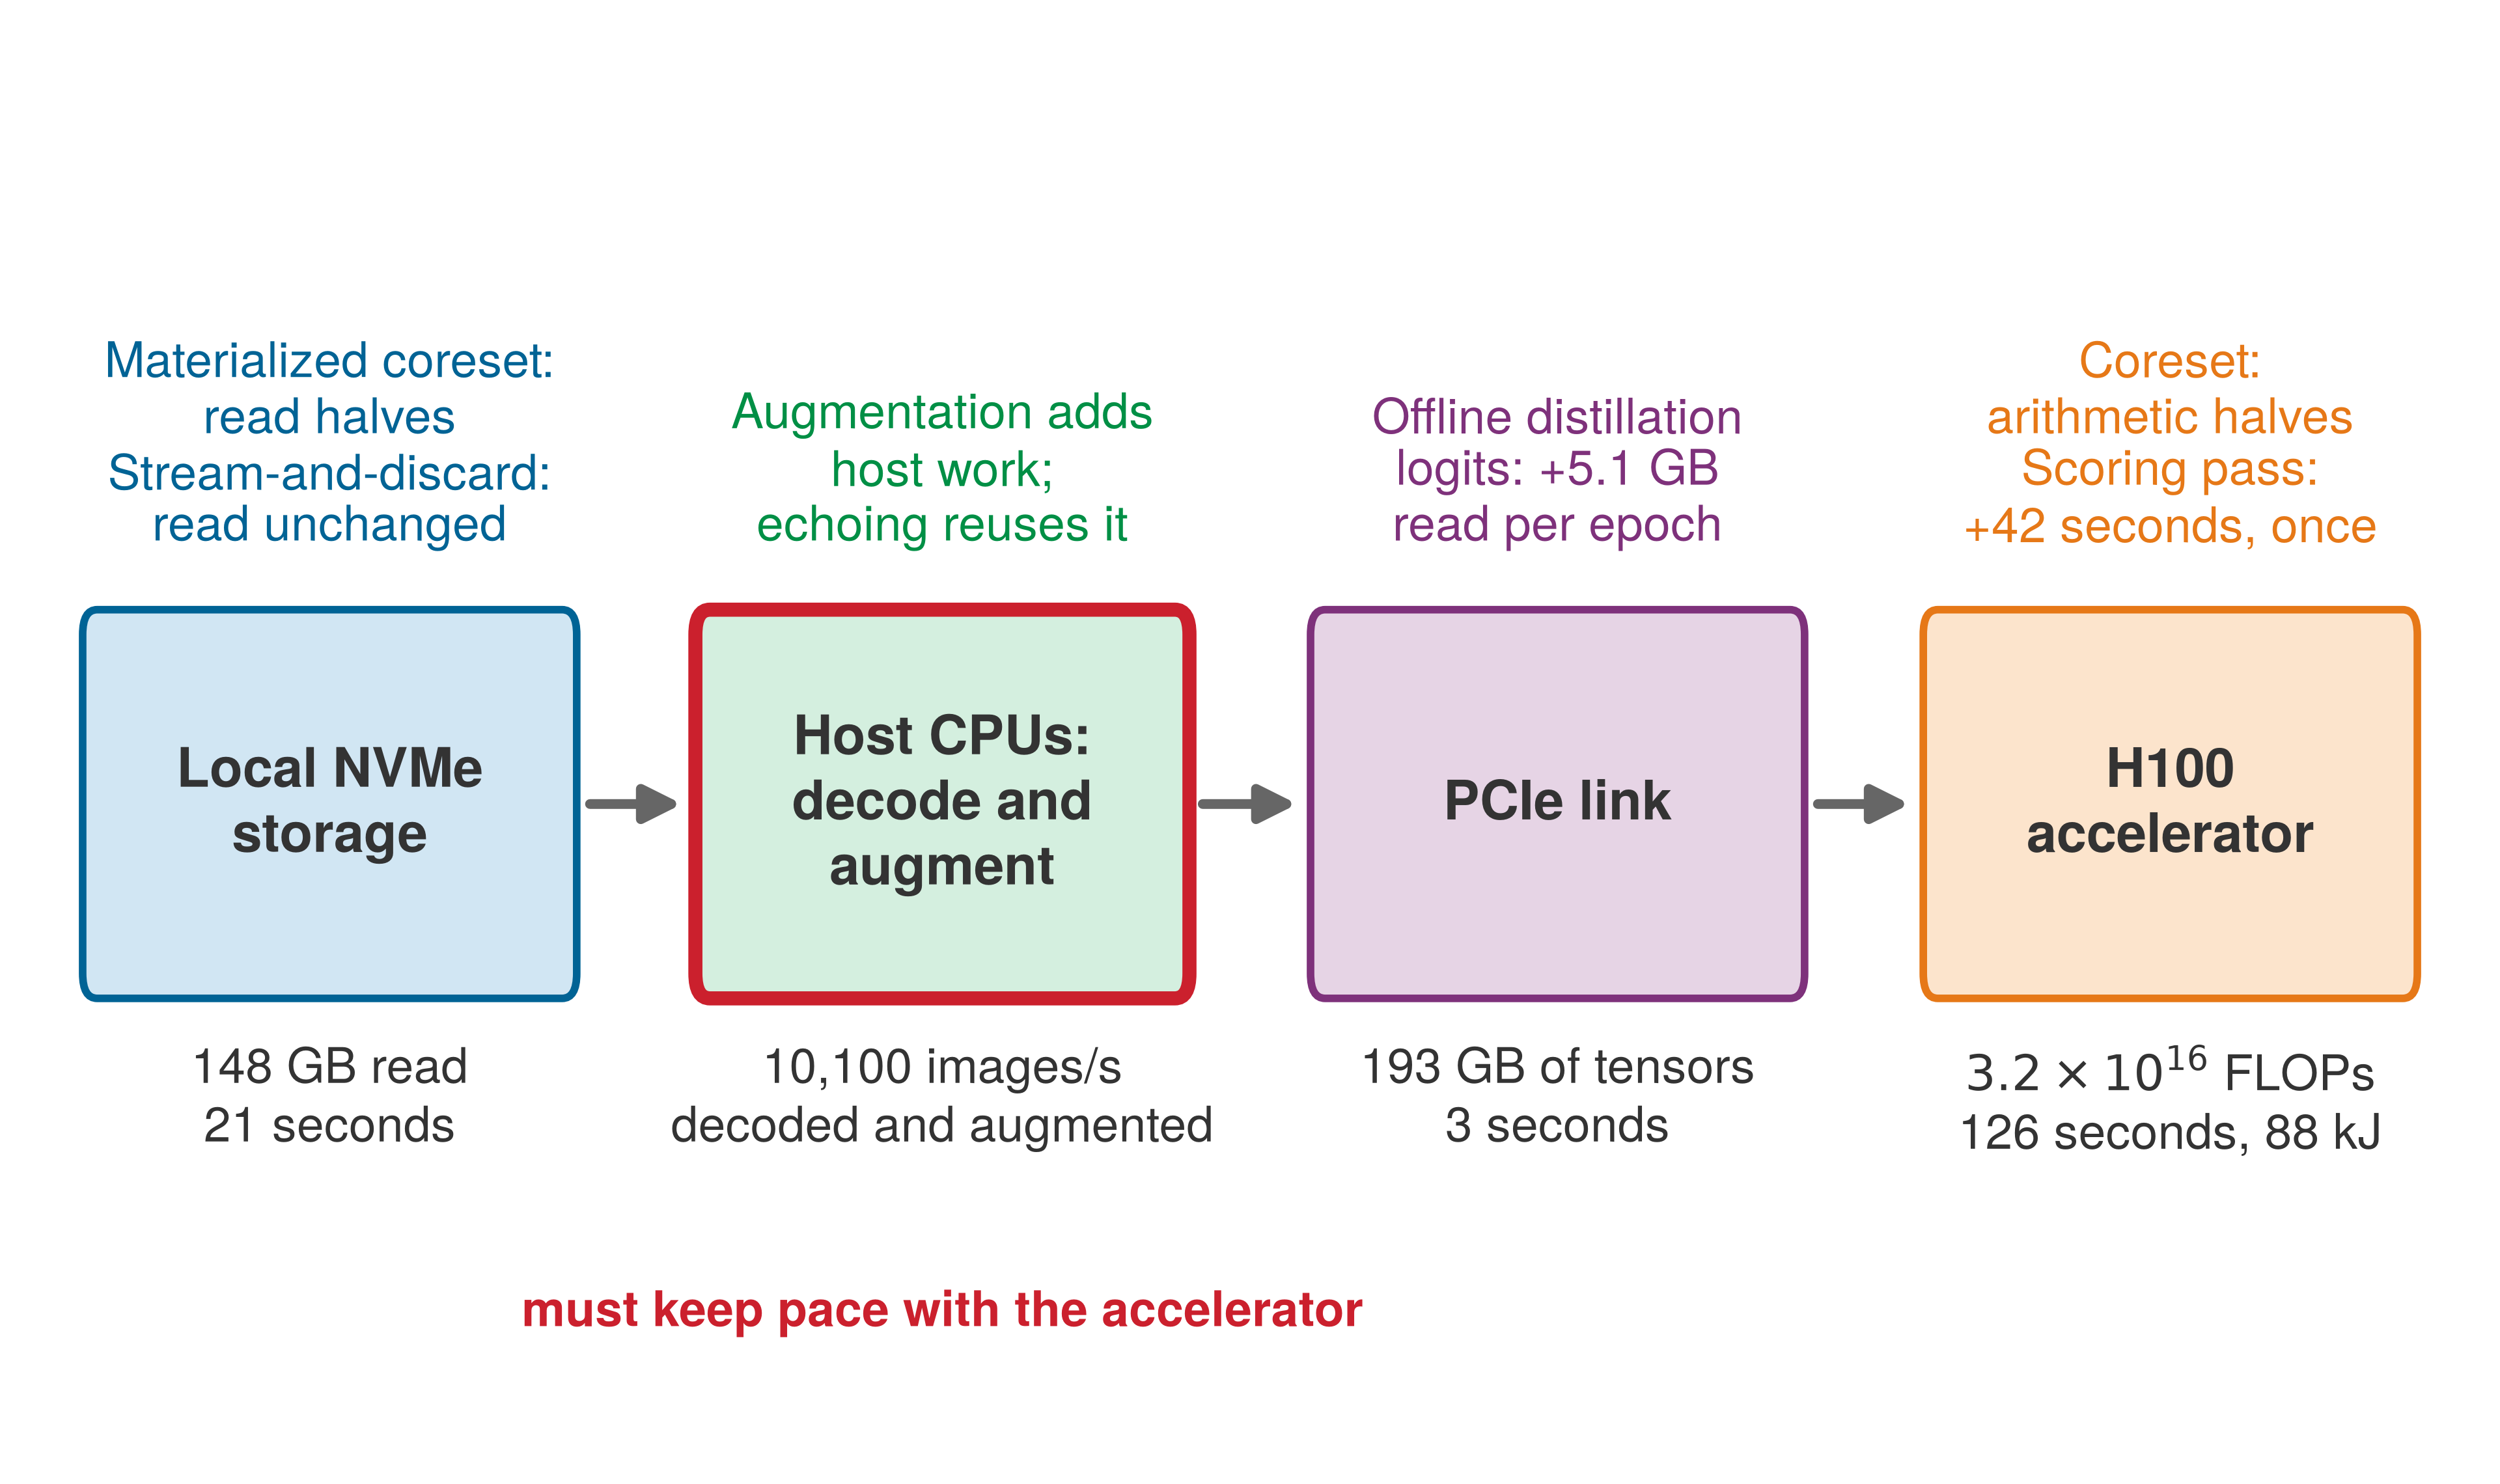 Materialized coreset:
read halves
Stream-and-discard:
read unchanged
Augmentation adds
host work;
echoing reuses it
Offline distillation
logits: +5.1 GB
read per epoch
Coreset:
arithmetic halves
Scoring pass:
+42 seconds, once
Local NVMe
storage
Host CPUs:
decode and
augment
PCIe link
H100
accelerator
148 GB read
21 seconds
10,100 images/s
decoded and augmented
193 GB of tensors
3 seconds
3.2 × 10¹⁶ FLOPs
126 seconds, 88 kJ
must keep pace with the accelerator